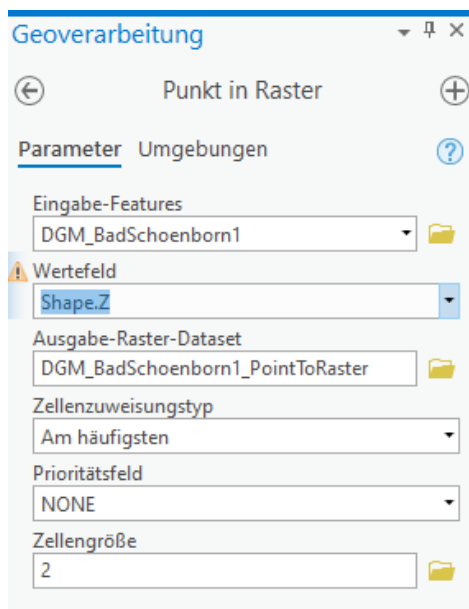 Geoverarbeitung
Punkt in Raster
Parameter Umgebungen
Eingabe-Features
DGM_BadSchoenborn1
Wertefeld
Shape.Z
Ausgabe-Raster-Dataset
DGM_BadSchoenborn1_PointToRaster
Zellenzuweisungstyp
Am häufigsten
Prioritätsfeld
NONE
Zellengröße
2